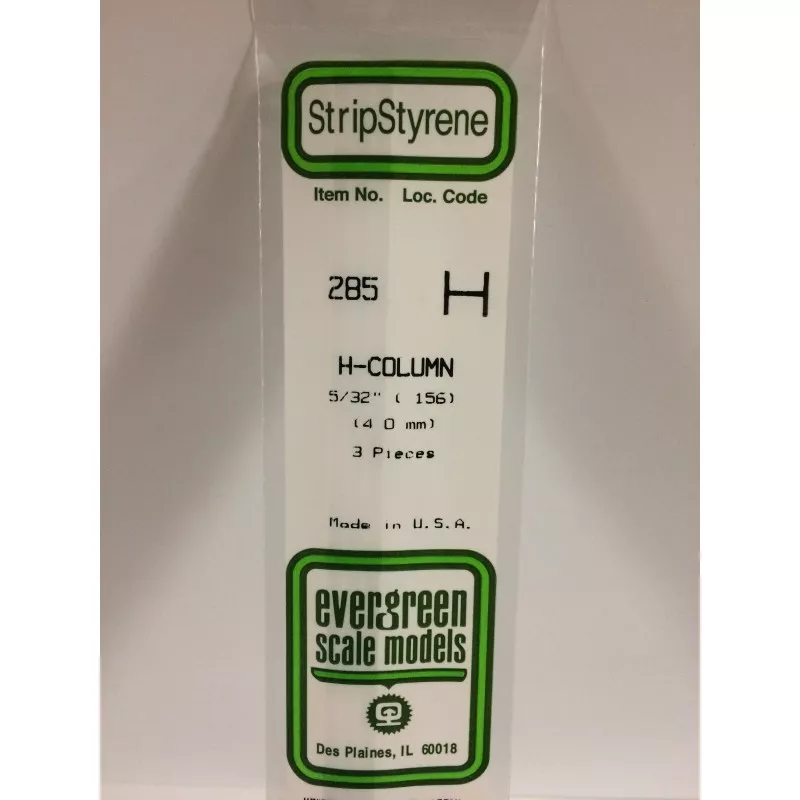 StripStyrene
Item No. Loc. Code
285 H
H-COLUMN
5/32" ( 156)
(4 0 mm)
3 Pieces
Made in U.S.A.
evergreen
scale models
Des Plaines, IL 60018